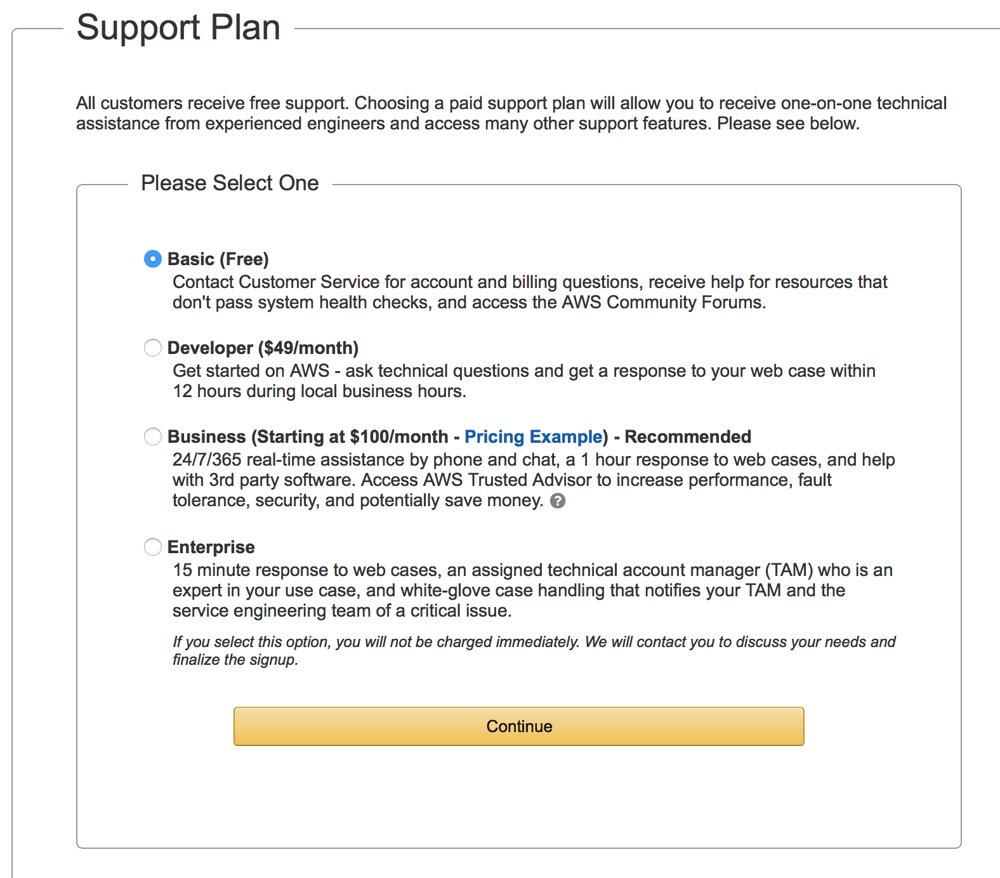 Support Plan
All customers receive free support. Choosing a paid support plan will allow you to receive one-on-one technical
assistance from experienced engineers and access many other support features. Please see below.
Please Select One
Basic (Free)
Contact Customer Service for account and billing questions, receive help for resources that
don't pass system health checks, and access the AWS Community Forums.
Developer ($49/month)
Get started on AWS - ask technical questions and get a response to your web case within
12 hours during local business hours.
Business (Starting at $100/month - Pricing Example) - Recommended
24/7/365 real-time assistance by phone and chat, a 1 hour response to web cases, and help
with 3rd party software. Access AWS Trusted Advisor to increase performance, fault
tolerance, security, and potentially save money. ?
Enterprise
15 minute response to web cases, an assigned technical account manager (TAM) who is an
expert in your use case, and white-glove case handling that notifies your TAM and the
service engineering team of a critical issue.
If you select this option, you will not be charged immediately. We will contact you to discuss your needs and
finalize the signup.
Continue